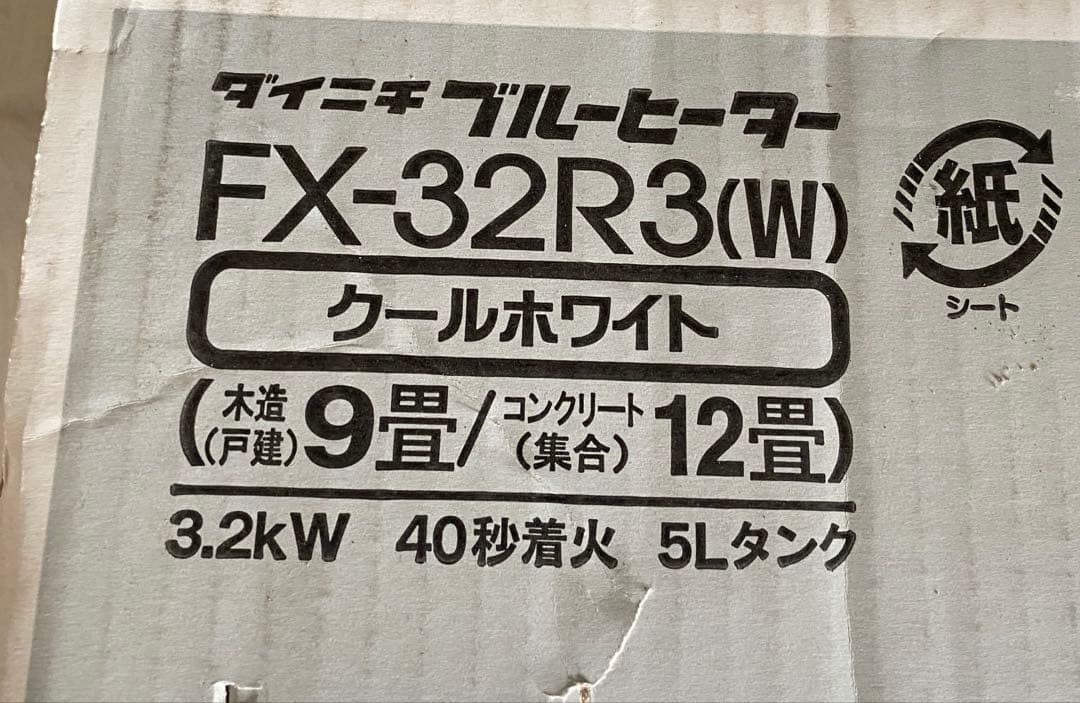 ダイニチ ブルーヒーター
FX-32R3(W)
クールホワイト
(木造(戸建)9畳/コンクリート(集合)12畳)
3.2kW 40秒着火 5Lタンク
紙
シート